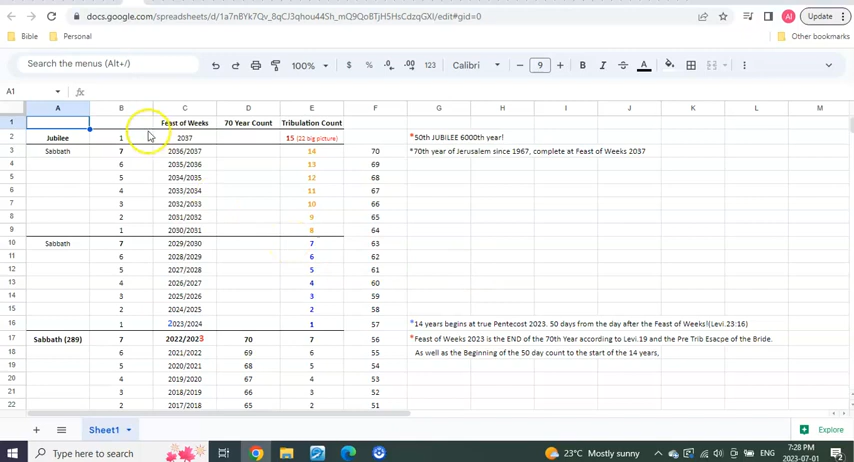 docs.google.com/spreadsheets/d/1a7nBYk7Qv_8qCJ3q1hou44Sh_mQ9Qo8TjH5HsCdzqGXI/edit#gid=0
AI Update
Bible Personal Other bookmarks
Search the menus (Alt+/) 100% $ % .0 .00 123 Calibri − 9 + B I S A
A1 fx
A B C D E F G H I J K L M
1 Feast of Weeks 70 Year Count Tribulation Count
2 Jubilee 1 2037 15 (22 big picture) *50th JUBILEE 6000th year!
3 Sabbath 7 2036/2037 14 70 *70th year of Jerusalem since 1967, complete at Feast of Weeks 2037
4 6 2035/2036 13 69
5 5 2034/2035 12 68
6 4 2033/2034 11 67
7 3 2032/2033 10 66
8 2 2031/2032 9 65
9 1 2030/2031 8 64
10 Sabbath 7 2029/2030 7 63
11 6 2028/2029 6 62
12 5 2027/2028 5 61
13 4 2026/2027 4 60
14 3 2025/2026 3 59
15 2 2024/2025 2 58
16 1 2023/2024 1 57 *14 years begins at true Pentecost 2023. 50 days from the day after the Feast of Weeks!(Levi.23:16)
17 Sabbath (289) 7 2022/2023 70 7 56 *Feast of Weeks 2023 is the END of the 70th Year according to Levi.19 and the Pre Trib Esacpe of the Bride.
18 6 2021/2022 69 6 55 As well as the Beginning of the 50 day count to the start of the 14 years,
19 5 2020/2021 68 5 54
20 4 2019/2020 67 4 53
21 3 2018/2019 66 3 52
22 2 2017/2018 65 2 51
+ Sheet1 Explore
Type here to search 23°C Mostly sunny ENG 7:28 PM 2023-07-01 2